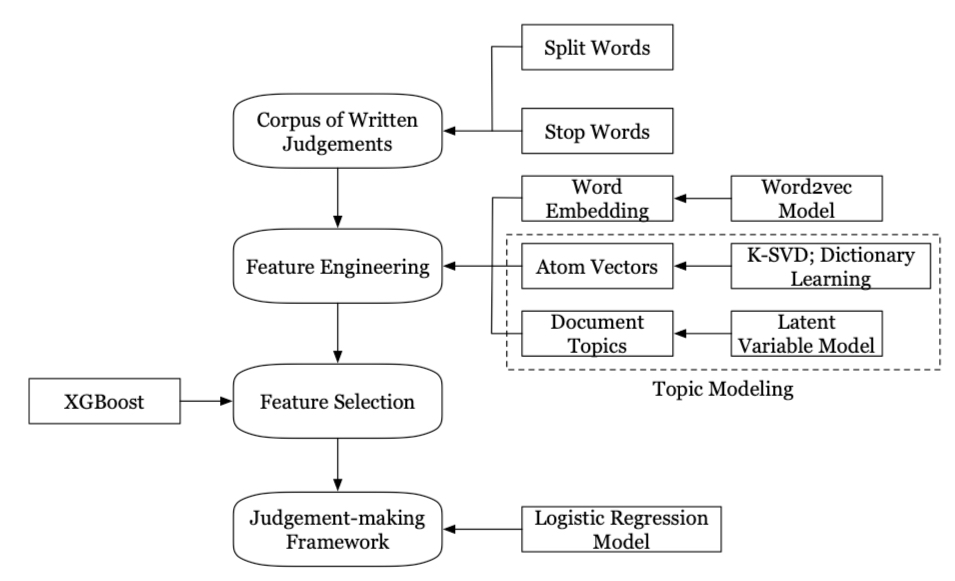 Split Words
Corpus of Written
Judgements
Stop Words
Word
Embedding
Word2vec
Model
Feature Engineering
Atom Vectors
K-SVD; Dictionary
Learning
Document
Topics
Latent
Variable Model
Topic Modeling
XGBoost
Feature Selection
Judgement-making
Framework
Logistic Regression
Model